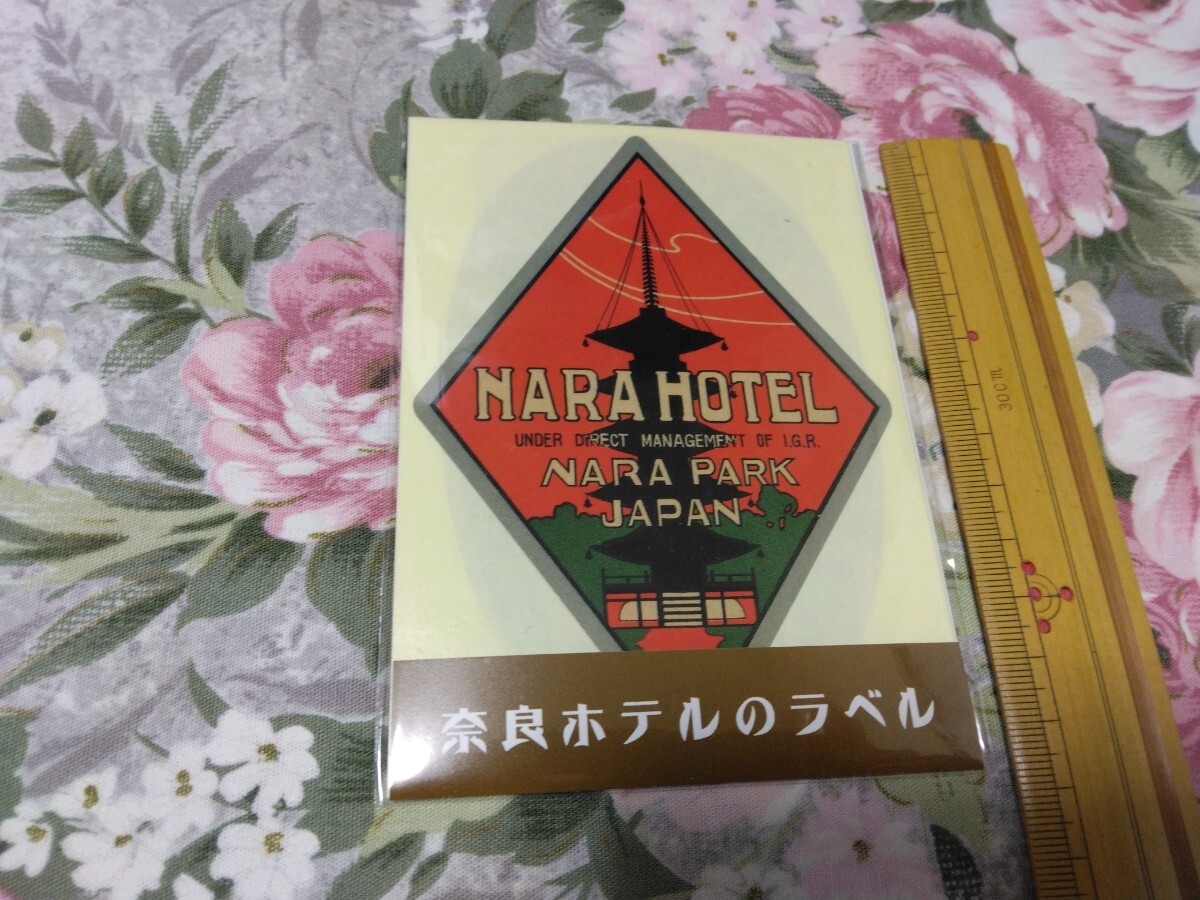 NARA HOTEL
UNDER DIRECT MANAGEMENT OF I.G.R.
NARA PARK
JAPAN
奈良ホテルのラベル
30cm